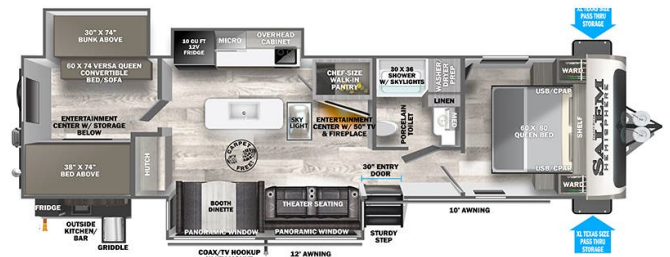 XL TEXAS SIZE
PASS THRU
STORAGE
30" X 74"
BUNK ABOVE
60 X 74 VERSA QUEEN
CONVERTIBLE
BED/SOFA
ENTERTAINMENT
CENTER W/ STORAGE
BELOW
38" X 74"
BED ABOVE
HUTCH
FRIDGE
OUTSIDE
KITCHEN/
BAR
GRIDDLE
10 CU FT
12V
FRIDGE
MICRO
OVERHEAD
CABINET
CHEF-SIZE
WALK-IN
PANTRY
SKY
LIGHT
ENTERTAINMENT
CENTER W/ 50" TV
& FIREPLACE
CARPET
FREE
BOOTH
DINETTE
PANORAMIC WINDOW
THEATER SEATING
PANORAMIC WINDOW
COAX/TV HOOKUP
12' AWNING
30 X 36
SHOWER
W/ SKYLIGHTS
WASHER
DRYER
PREP
LINEN
PORCELAIN
TOILET
MED
30" ENTRY
DOOR
STURDY
STEP
10' AWNING
WARD.
USB/CPAP
60 X 80
QUEEN BED
SHELF
USB/CPAP
WARD.
SALEM
HEMISPHERE
XL TEXAS SIZE
PASS THRU
STORAGE